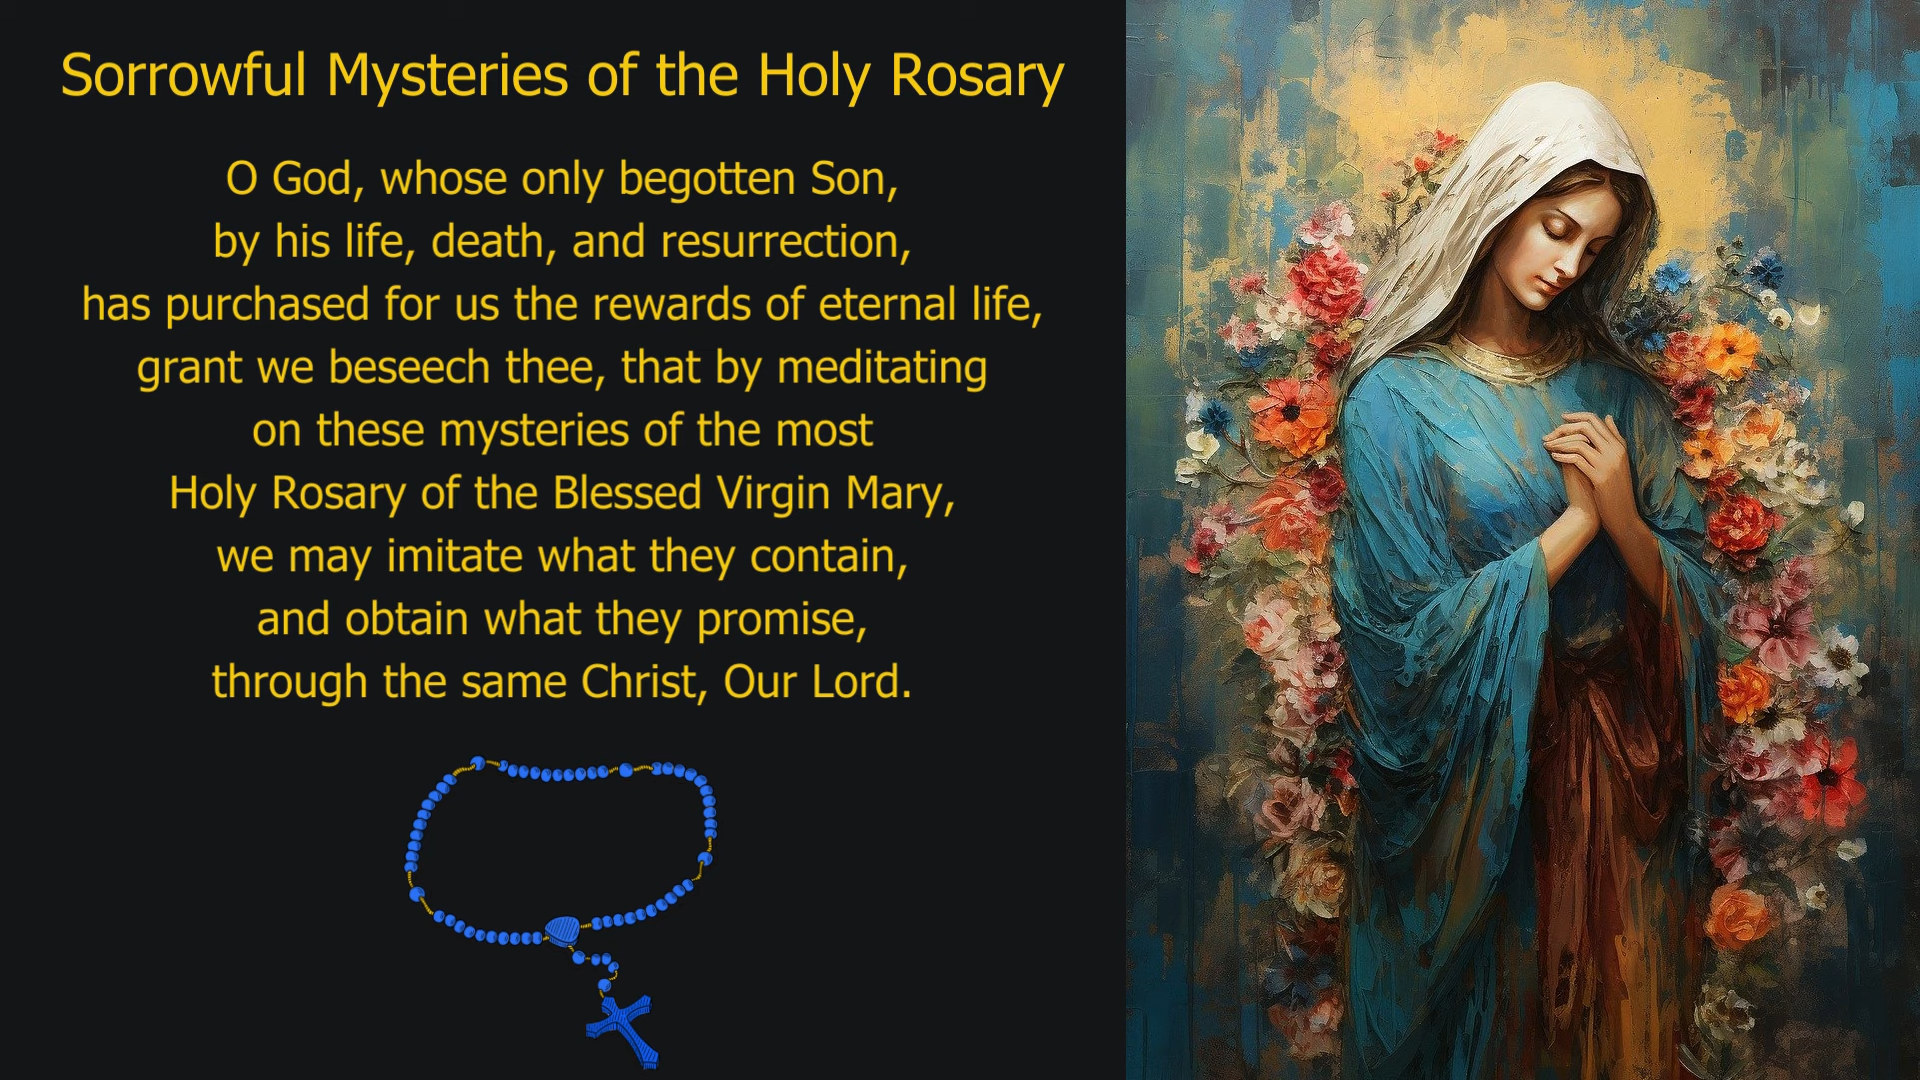 Sorrowful Mysteries of the Holy Rosary
O God, whose only begotten Son,
by his life, death, and resurrection,
has purchased for us the rewards of eternal life,
grant we beseech thee, that by meditating
on these mysteries of the most
Holy Rosary of the Blessed Virgin Mary,
we may imitate what they contain,
and obtain what they promise,
through the same Christ, Our Lord.